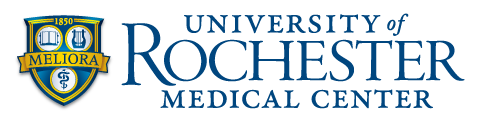 1850
MELIORA
UNIVERSITY of
ROCHESTER
MEDICAL CENTER